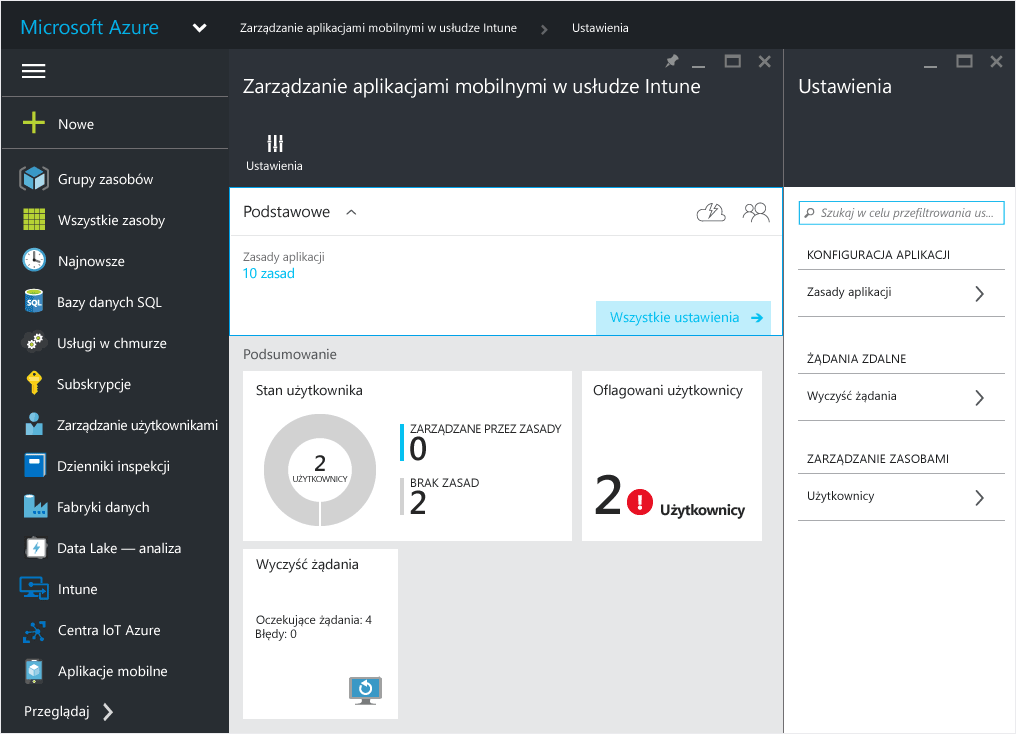 Microsoft Azure
Zarządzanie aplikacjami mobilnymi w usłudze Intune
Ustawienia
Nowe
Grupy zasobów
Wszystkie zasoby
Najnowsze
Bazy danych SQL
SQL
Usługi w chmurze
Subskrypcje
Zarządzanie użytkownikami
Dzienniki inspekcji
Fabryki danych
Data Lake — analiza
Intune
Centra IoT Azure
Aplikacje mobilne
Przeglądaj
Zarządzanie aplikacjami mobilnymi w usłudze Intune
Ustawienia
Podstawowe
Zasady aplikacji
10 zasad
Wszystkie ustawienia
Podsumowanie
Stan użytkownika
2
UŻYTKOWNICY
ZARZĄDZANE PRZEZ ZASADY
0
BRAK ZASAD
2
Oflagowani użytkownicy
2 ! Użytkownicy
Wyczyść żądania
Oczekujące żądania: 4
Błędy: 0
Ustawienia
Szukaj w celu przefiltrowania us...
KONFIGURACJA APLIKACJI
Zasady aplikacji
ŻĄDANIA ZDALNE
Wyczyść żądania
ZARZĄDZANIE ZASOBAMI
Użytkownicy